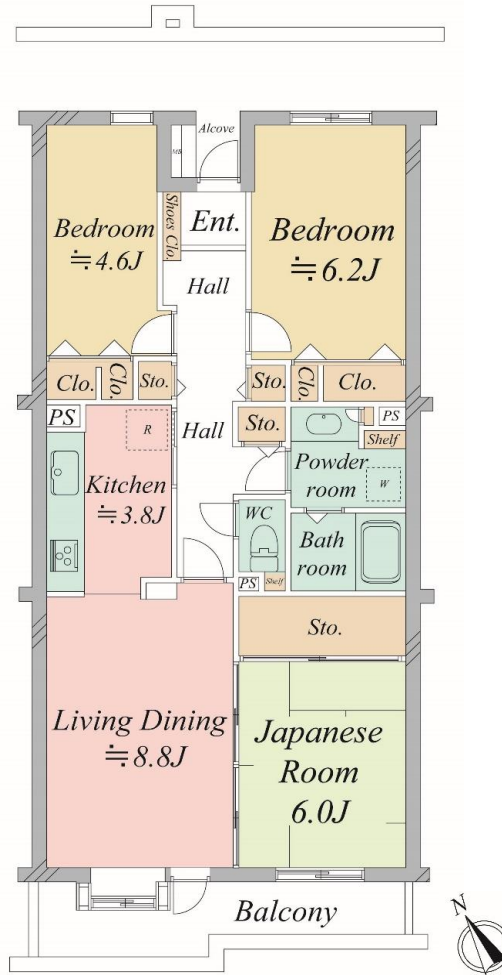 Alcove
MB
Shoes Clo.
Ent.
Bedroom
≒4.6J
Bedroom
≒6.2J
Hall
Clo.
Clo.
Sto.
Sto.
Clo.
Clo.
PS
R
Hall
Sto.
PS
Shelf
Kitchen
≒3.8J
Powder
room
W
WC
Bath
room
PS
Shelf
Sto.
Living Dining
≒8.8J
Japanese
Room
6.0J
Balcony
N